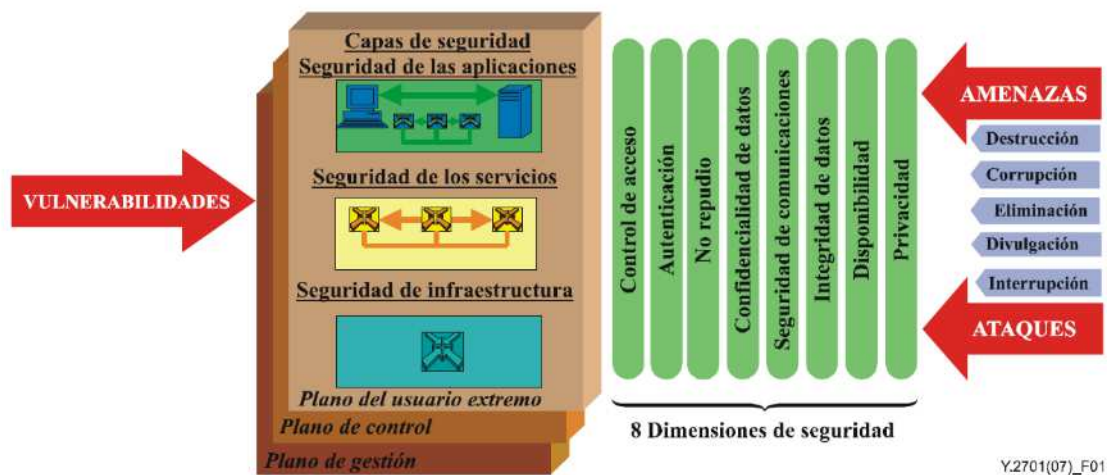 Capas de seguridad
Seguridad de las aplicaciones
VULNERABILIDADES
Seguridad de los servicios
Seguridad de infraestructura
Plano del usuario extremo
Plano de control
Plano de gestión
Control de acceso
Autenticación
No repudio
Confidencialidad de datos
Seguridad de comunicaciones
Integridad de datos
Disponibilidad
Privacidad
8 Dimensiones de seguridad
AMENAZAS
Destrucción
Corrupción
Eliminación
Divulgación
Interrupción
ATAQUES
Y.2701(07)_F01